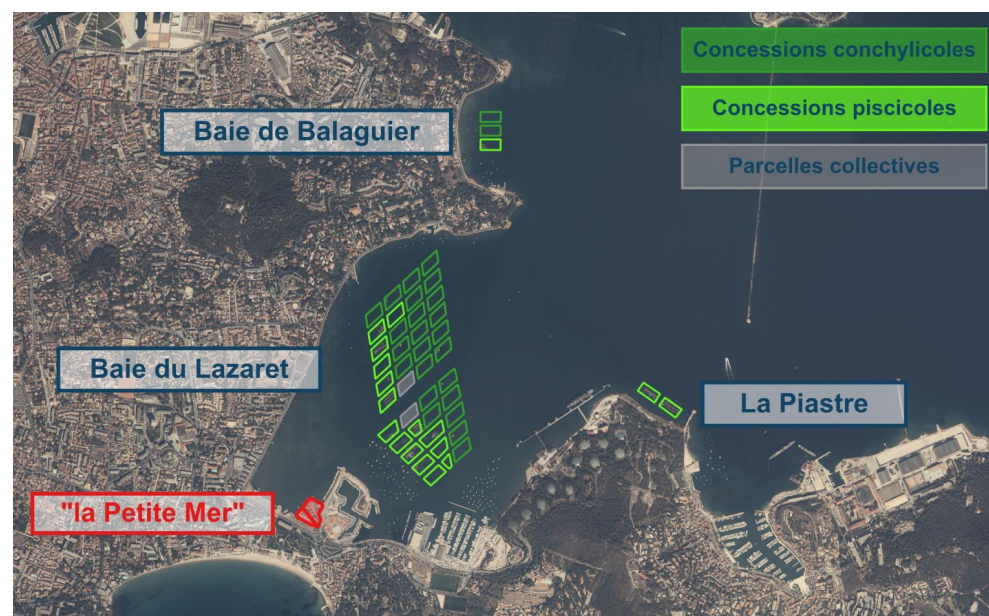 Concessions conchylicoles
Concessions piscicoles
Baie de Balaguier
Parcelles collectives
Baie du Lazaret
La Piastre
"la Petite Mer"